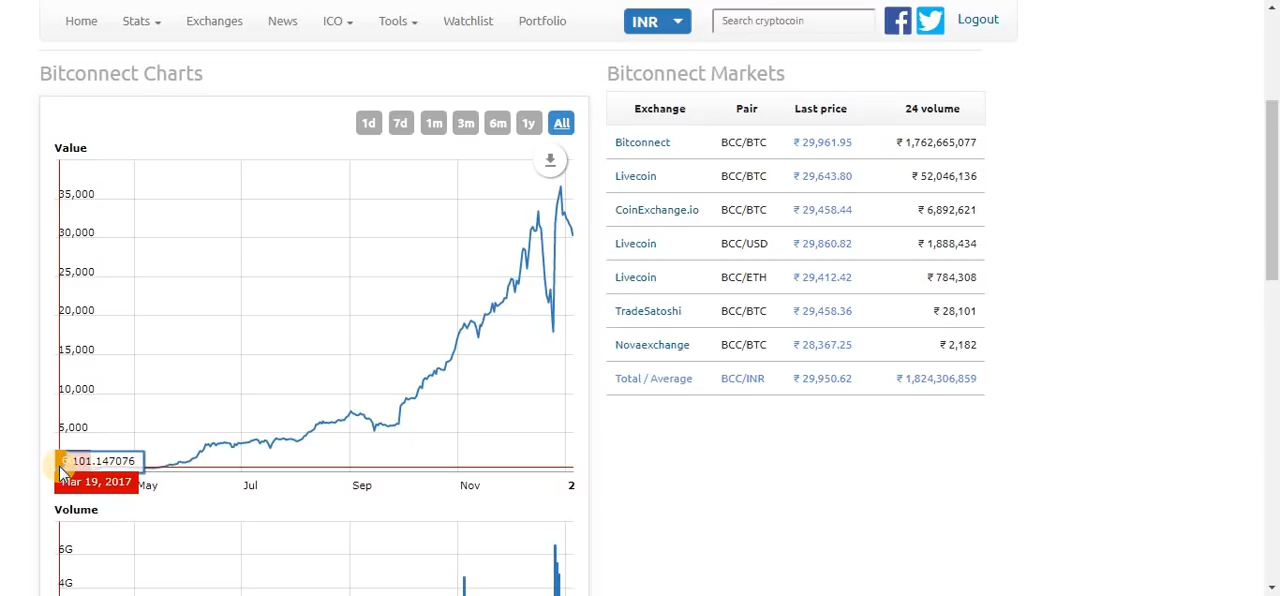 Home Stats Exchanges News ICO Tools Watchlist Portfolio INR Search cryptocoin Logout
Bitconnect Charts
1d 7d 1m 3m 6m 1y All
Value
35,000
30,000
25,000
20,000
15,000
10,000
5,000
101.147076
Mar 19, 2017 May Jul Sep Nov 2
Volume
6G
4G
Bitconnect Markets
Exchange Pair Last price 24 volume
Bitconnect BCC/BTC ₹ 29,961.95 ₹ 1,762,665,077
Livecoin BCC/BTC ₹ 29,643.80 ₹ 52,046,136
CoinExchange.io BCC/BTC ₹ 29,458.44 ₹ 6,892,621
Livecoin BCC/USD ₹ 29,860.82 ₹ 1,888,434
Livecoin BCC/ETH ₹ 29,412.42 ₹ 784,308
TradeSatoshi BCC/BTC ₹ 29,458.36 ₹ 28,101
Novaexchange BCC/BTC ₹ 28,367.25 ₹ 2,182
Total / Average BCC/INR ₹ 29,950.62 ₹ 1,824,306,859